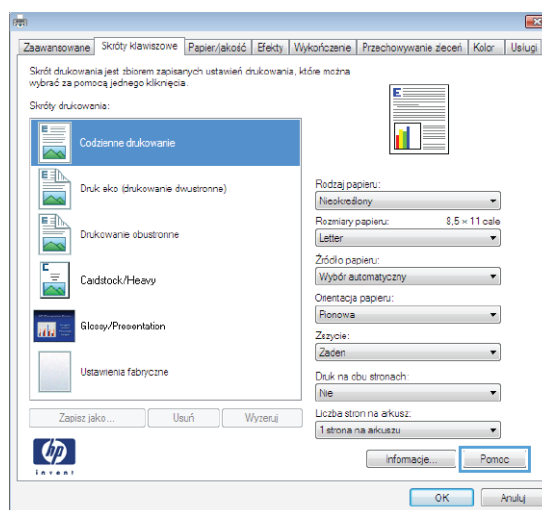 Zaawansowane Skróty klawiszowe Papier/jakość Efekty Wykończenie Przechowywanie zleceń Kolor Usługi
Skrót drukowania jest zbiorem zapisanych ustawień drukowania, które można
wybrać za pomocą jednego kliknięcia.
Skróty drukowania:
Codzienne drukowanie
Druk eko (drukowanie dwustronne)
Drukowanie obustronne
Cardstock/Heavy
Glossy/Presentation
Ustawienia fabryczne
Zapisz jako... Usuń Wyzeruj
E
Rodzaj papieru:
Nieokreślony
Rozmiary papieru: 8,5 × 11 cale
Letter
Źródło papieru:
Wybór automatyczny
Orientacja papieru:
Pionowa
Zszycie:
Żaden
Druk na obu stronach:
Nie
Liczba stron na arkusz:
1 strona na arkuszu
hp
invent
Informacje... Pomoc
OK Anuluj